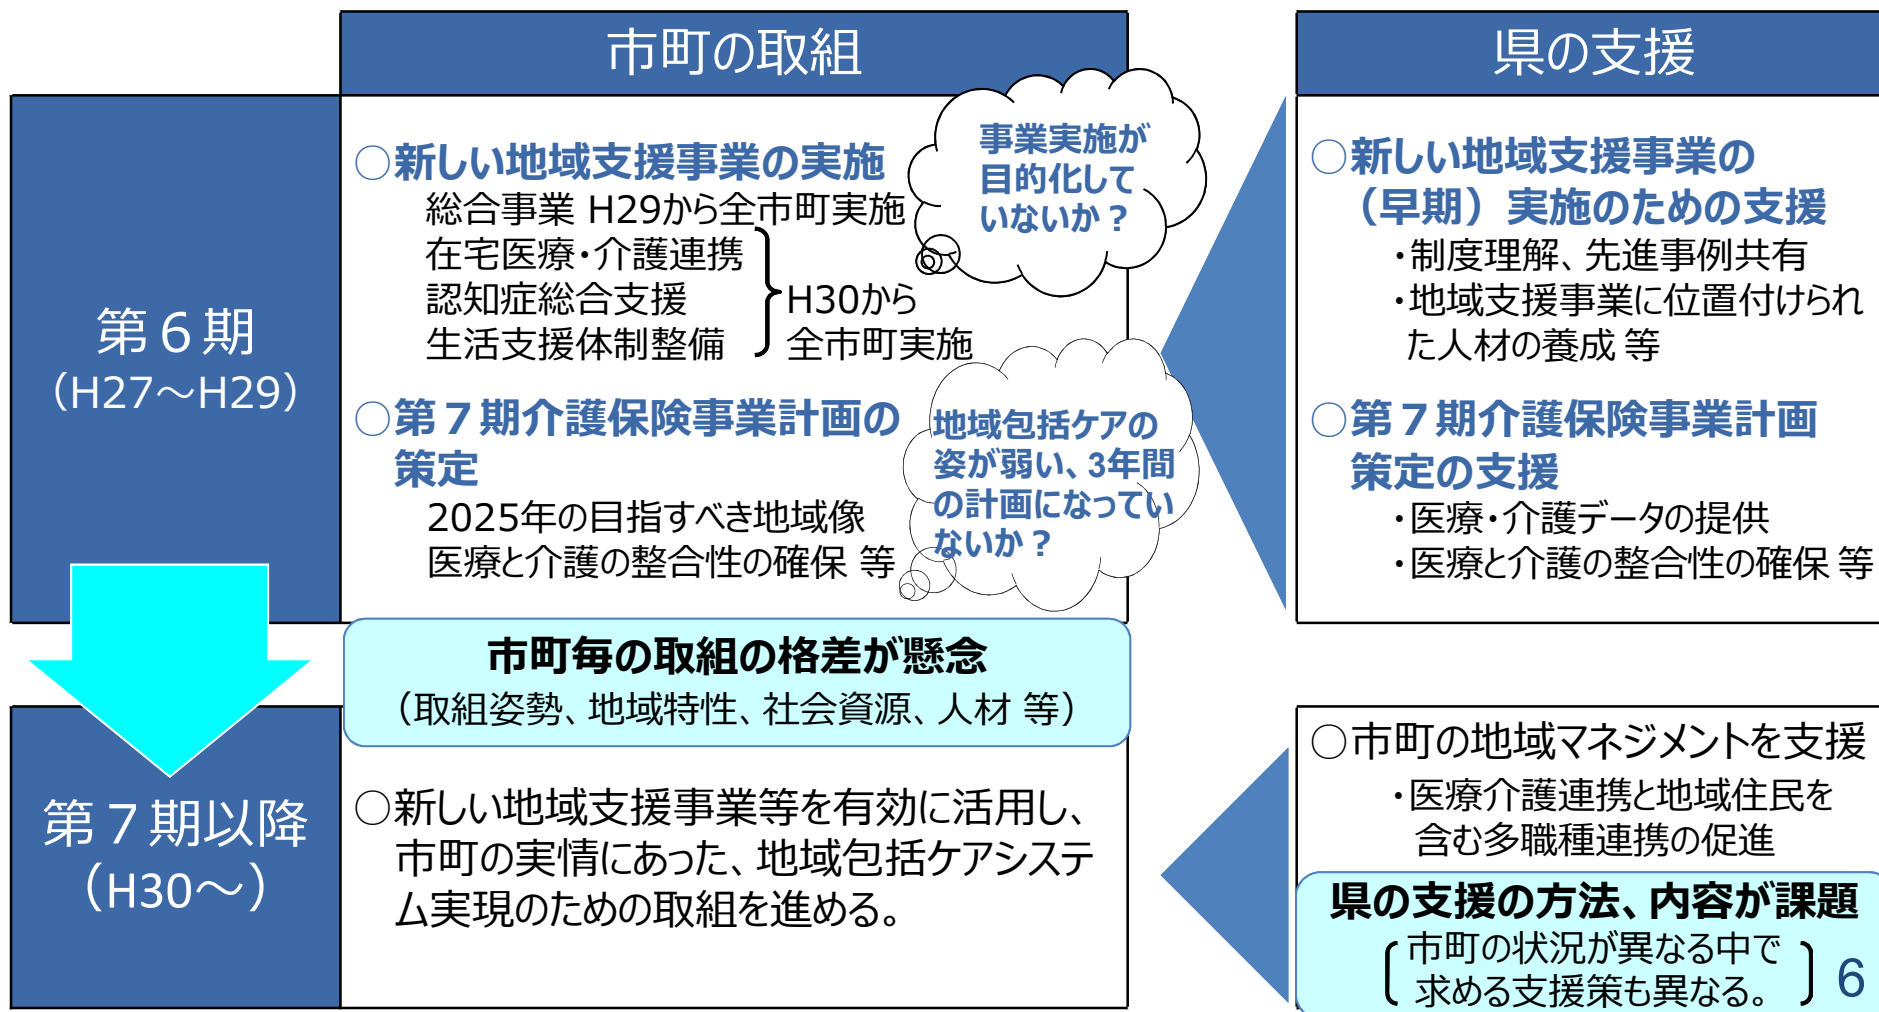 市町の取組
県の支援
第６期
（H27～H29）
○新しい地域支援事業の実施
総合事業 H29から全市町実施
在宅医療・介護連携
認知症総合支援
生活支援体制整備
H30から
全市町実施
事業実施が
目的化して
いないか？
○第７期介護保険事業計画の
策定
2025年の目指すべき地域像
医療と介護の整合性の確保 等
地域包括ケアの
姿が弱い、3年間
の計画になってい
ないか？
○新しい地域支援事業の
（早期）実施のための支援
・制度理解、先進事例共有
・地域支援事業に位置付けられ
た人材の養成 等
○第７期介護保険事業計画
策定の支援
・医療・介護データの提供
・医療と介護の整合性の確保 等
市町毎の取組の格差が懸念
（取組姿勢、地域特性、社会資源、人材 等）
第７期以降
（H30～）
○新しい地域支援事業等を有効に活用し、
市町の実情にあった、地域包括ケアシステ
ム実現のための取組を進める。
○市町の地域マネジメントを支援
・医療介護連携と地域住民を
含む多職種連携の促進
県の支援の方法、内容が課題
市町の状況が異なる中で
求める支援策も異なる。
6